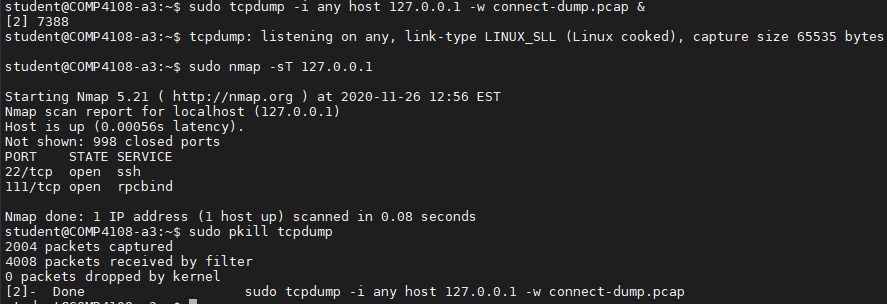 student@COMP4108-a3:~$ sudo tcpdump -i any host 127.0.0.1 -w connect-dump.pcap &
[2] 7388
student@COMP4108-a3:~$ tcpdump: listening on any, link-type LINUX_SLL (Linux cooked), capture size 65535 bytes
student@COMP4108-a3:~$ sudo nmap -sT 127.0.0.1
Starting Nmap 5.21 ( http://nmap.org ) at 2020-11-26 12:56 EST
Nmap scan report for localhost (127.0.0.1)
Host is up (0.00056s latency).
Not shown: 998 closed ports
PORT    STATE SERVICE
22/tcp  open  ssh
111/tcp open  rpcbind
Nmap done: 1 IP address (1 host up) scanned in 0.08 seconds
student@COMP4108-a3:~$ sudo pkill tcpdump
2004 packets captured
4008 packets received by filter
0 packets dropped by kernel
[2]-  Done                    sudo tcpdump -i any host 127.0.0.1 -w connect-dump.pcap
student@COMP4108-a3:~$